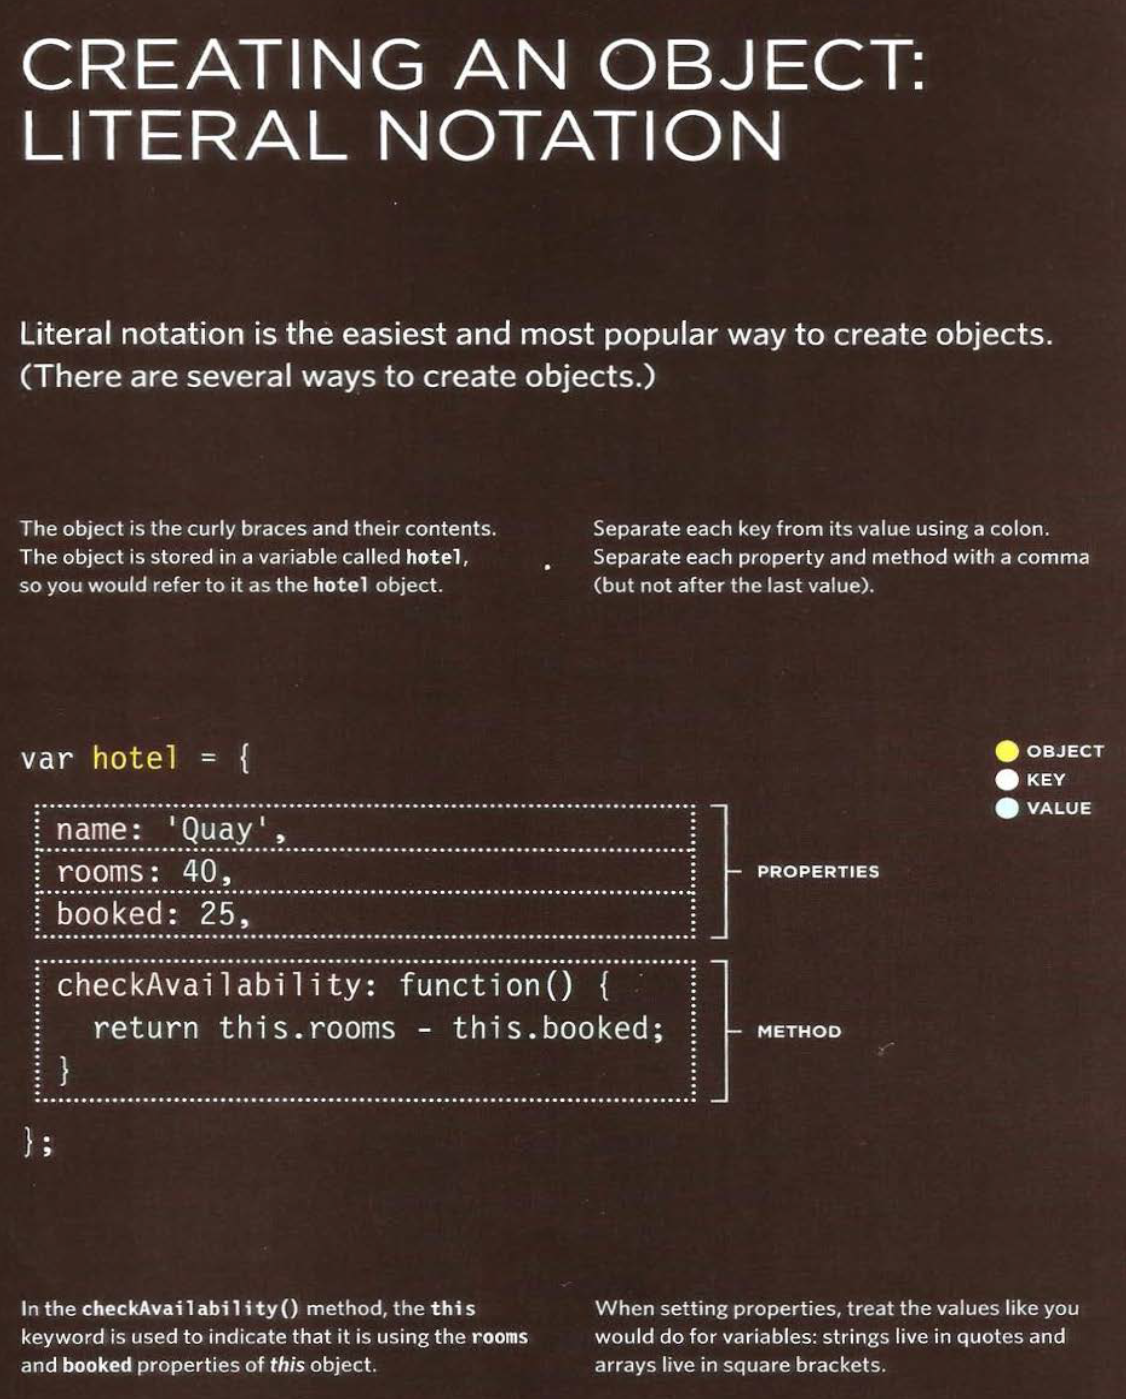 CREATING AN OBJECT:
LITERAL NOTATION
Literal notation is the easiest and most popular way to create objects.
(There are several ways to create objects.)
The object is the curly braces and their contents.
The object is stored in a variable called hotel,
so you would refer to it as the hotel object.
Separate each key from its value using a colon.
Separate each property and method with a comma
(but not after the last value).
var hotel = {
name: 'Quay',
rooms: 40,
booked: 25,
PROPERTIES
checkAvailability: function() {
return this.rooms - this.booked;
}
METHOD
};
OBJECT
KEY
VALUE
In the checkAvailability() method, the this
keyword is used to indicate that it is using the rooms
and booked properties of this object.
When setting properties, treat the values like you
would do for variables: strings live in quotes and
arrays live in square brackets.